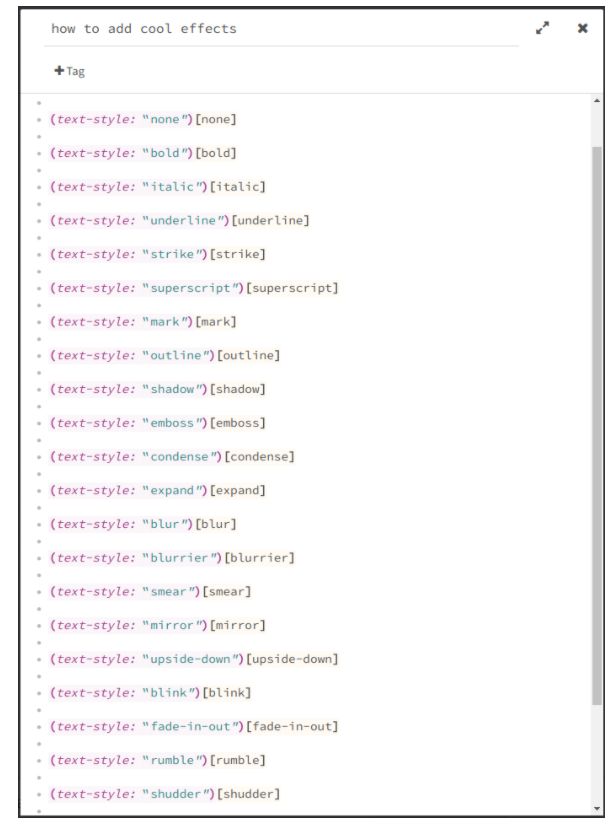 how to add cool effects
+Tag
(text-style: "none")[none]
(text-style: "bold")[bold]
(text-style: "italic")[italic]
(text-style: "underline")[underline]
(text-style: "strike")[strike]
(text-style: "superscript")[superscript]
(text-style: "mark")[mark]
(text-style: "outline")[outline]
(text-style: "shadow")[shadow]
(text-style: "emboss")[emboss]
(text-style: "condense")[condense]
(text-style: "expand")[expand]
(text-style: "blur")[blur]
(text-style: "blurrier")[blurrier]
(text-style: "smear")[smear]
(text-style: "mirror")[mirror]
(text-style: "upside-down")[upside-down]
(text-style: "blink")[blink]
(text-style: "fade-in-out")[fade-in-out]
(text-style: "rumble")[rumble]
(text-style: "shudder")[shudder]